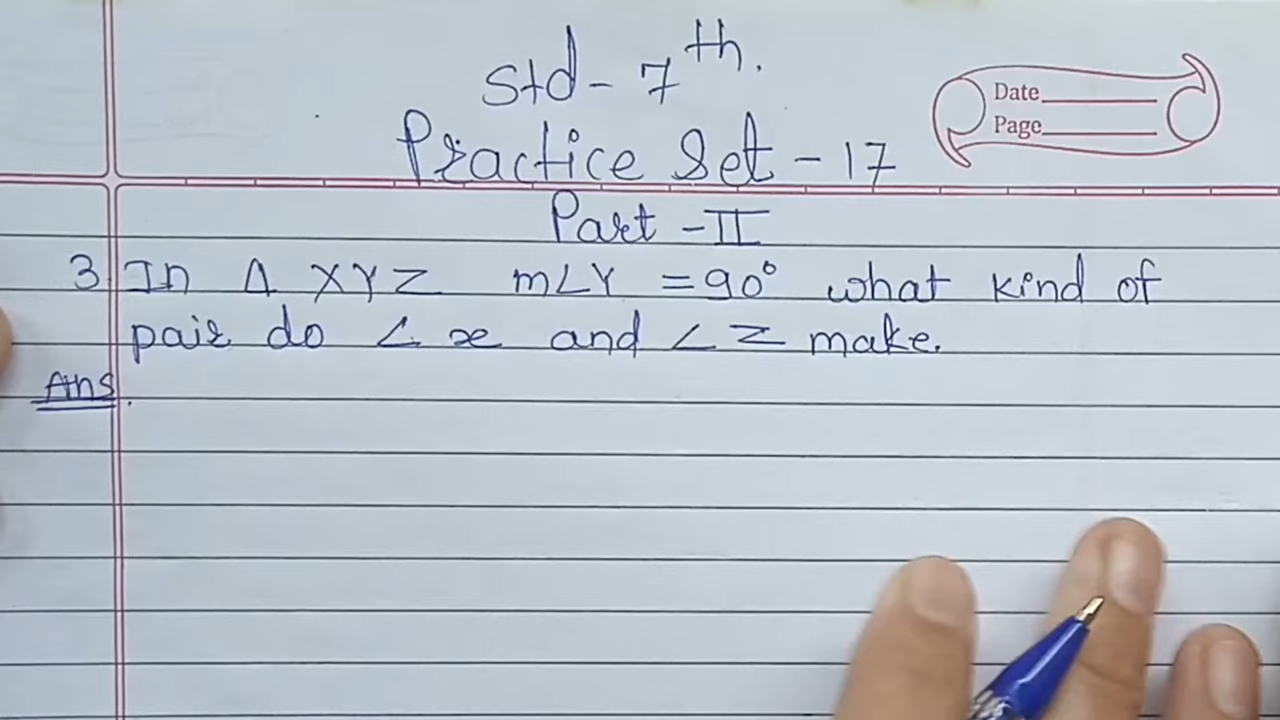 Std - 7th.
Date
Page
Practice Set - 17
Part - II
3 In Δ XYZ m∠Y = 90° what kind of
pair do ∠x and ∠Z make.
Ans.